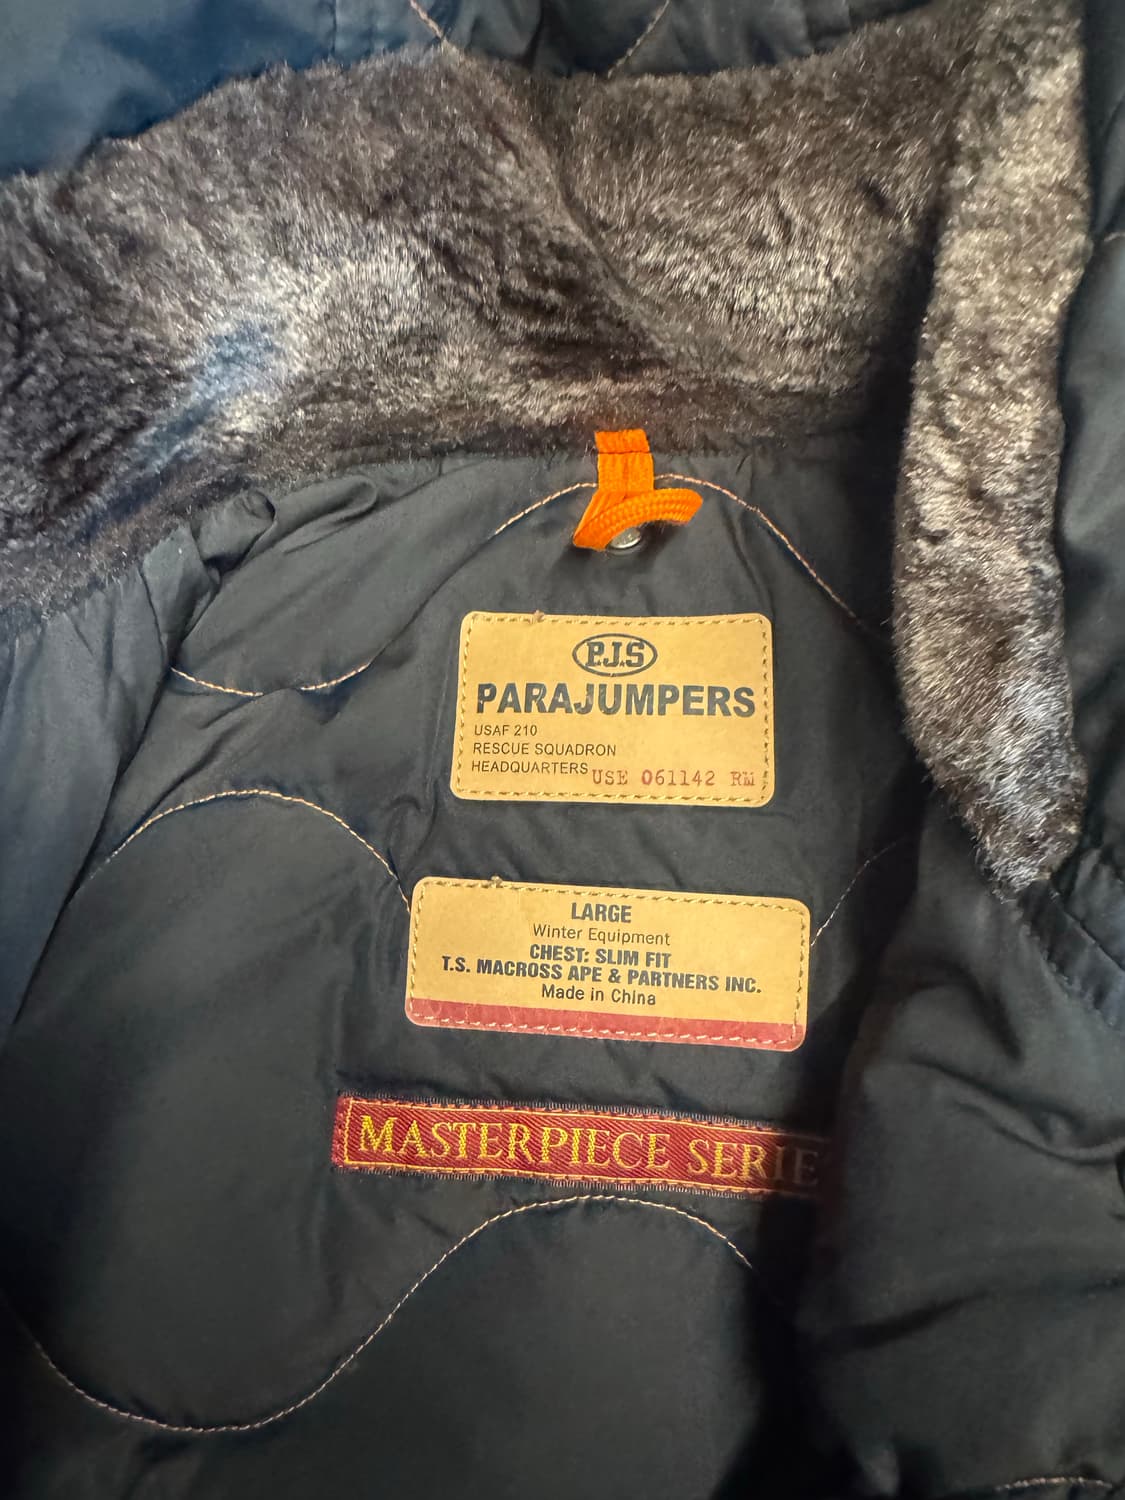 P.J.S
PARAJUMPERS
USAF 210
RESCUE SQUADRON
HEADQUARTERS USE 061142 RM
LARGE
Winter Equipment
CHEST: SLIM FIT
T.S. MACROSS APE & PARTNERS INC.
Made in China
MASTERPIECE SERIE